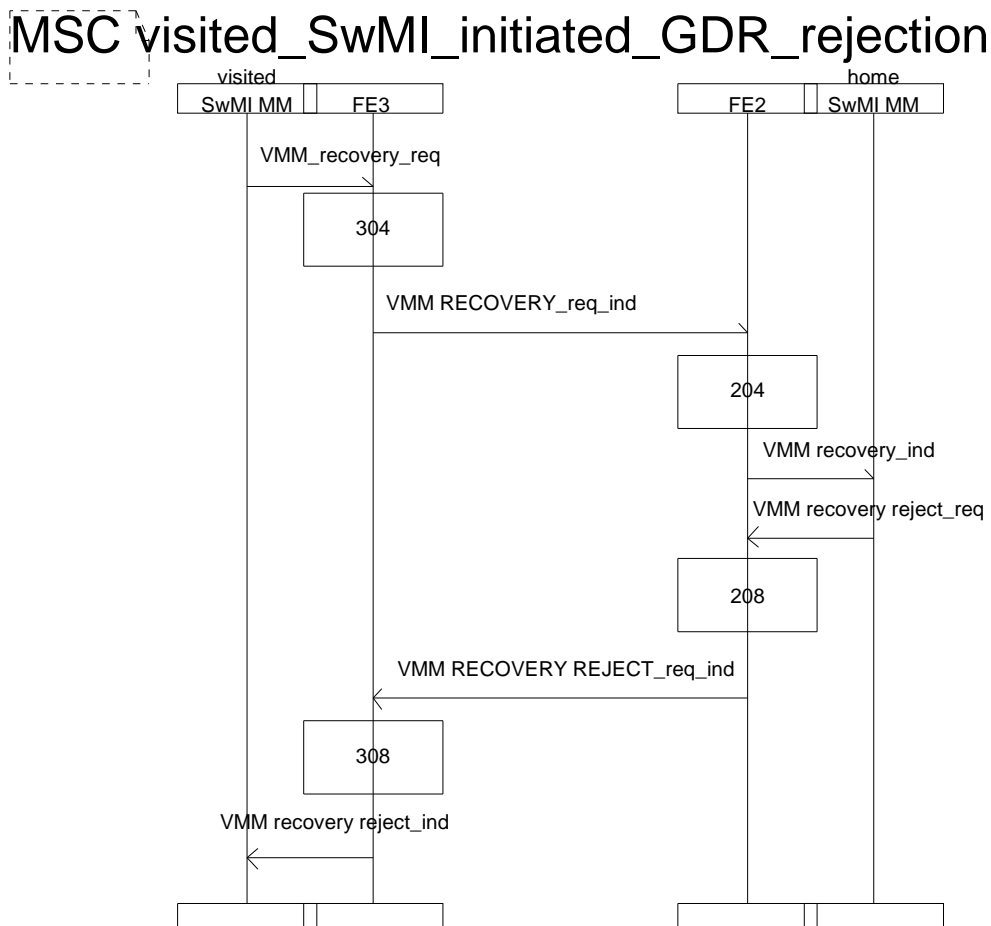 MSC visited_SwMI_initiated_GDR_rejection
visited
SwMI MM
FE3
FE2
home
SwMI MM
VMM_recovery_req
304
VMM RECOVERY_req_ind
204
VMM recovery_ind
VMM recovery reject_req
208
VMM RECOVERY REJECT_req_ind
308
VMM recovery reject_ind